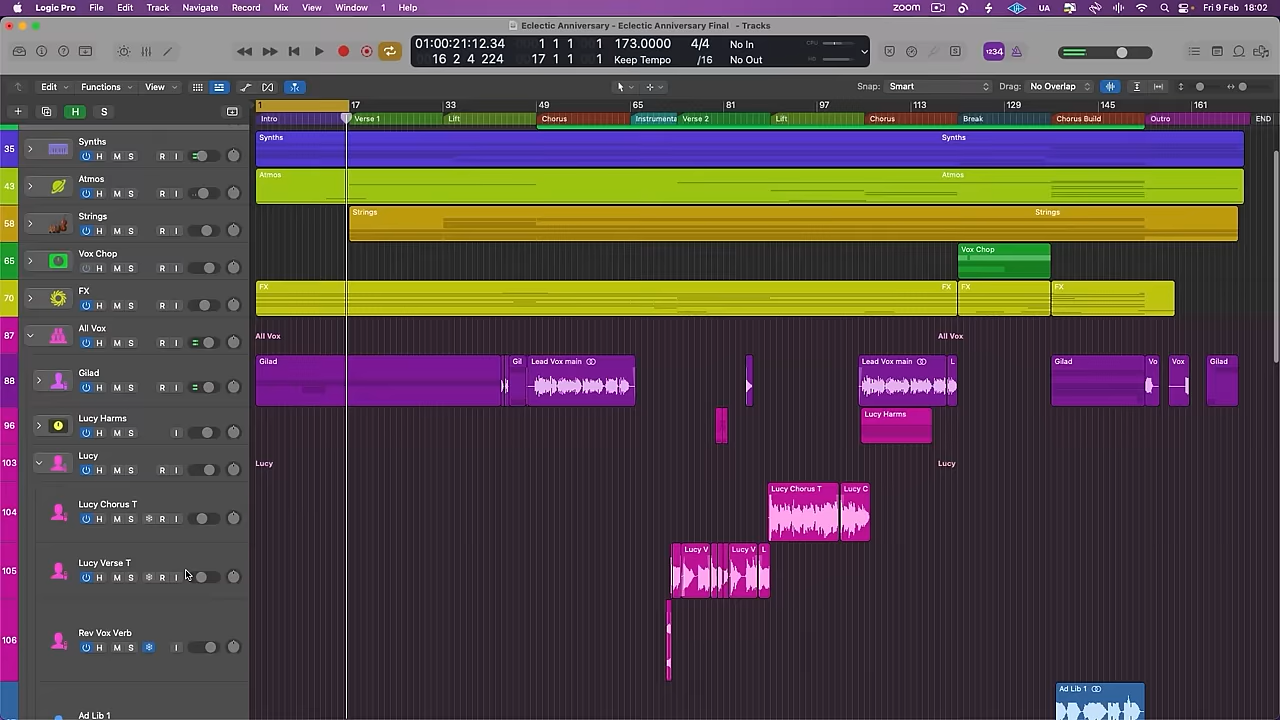 Logic Pro File Edit Track Navigate Record Mix View Window 1 Help zoom UA Fri 9 Feb 18:02
Eclectic Anniversary - Eclectic Anniversary Final - Tracks
01:00:21:12.34 1 1 1 1 173.0000 4/4 No In CPU
16 2 4 224 17 1 1 1 Keep Tempo /16 No Out HD
1234
Edit Functions View Snap: Smart Drag: No Overlap
H S 1 17 33 49 65 81 97 113 129 145 161
Intro Verse 1 Lift Chorus Instrumenta Verse 2 Lift Chorus Break Chorus Build Outro END
35 Synths Synths Synths
H M S R I
43 Atmos Atmos Atmos
H M S R I
58 Strings Strings Strings
H M S R I
65 Vox Chop Vox Chop
H M S R I
70 FX FX FX FX FX
H M S R I
87 All Vox All Vox All Vox
H M S R I
88 Gilad Gilad Gil Lead Vox main Lead Vox main L Gilad Vo Vox Gilad
H M S R I
96 Lucy Harms Lucy Harms
H M S I
103 Lucy Lucy Lucy
H M S R I
104 Lucy Chorus T Lucy Chorus T Lucy C
H M S R I
105 Lucy Verse T Lucy V Lucy V L
H M S R I
106 Rev Vox Verb
H M S I
Ad Lib 1 Ad Lib 1